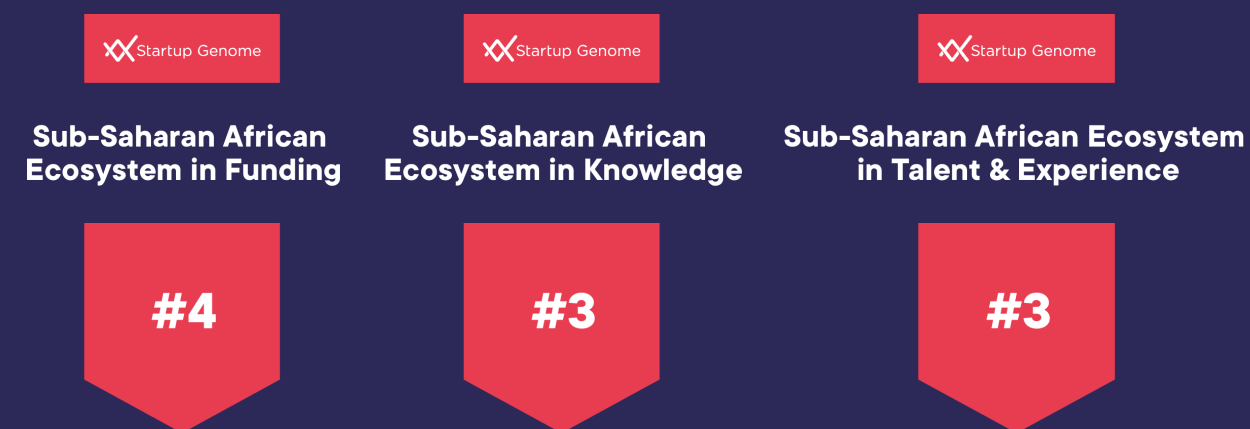 Startup Genome
Sub-Saharan African
Ecosystem in Funding
#4
Startup Genome
Sub-Saharan African
Ecosystem in Knowledge
#3
Startup Genome
Sub-Saharan African Ecosystem
in Talent & Experience
#3